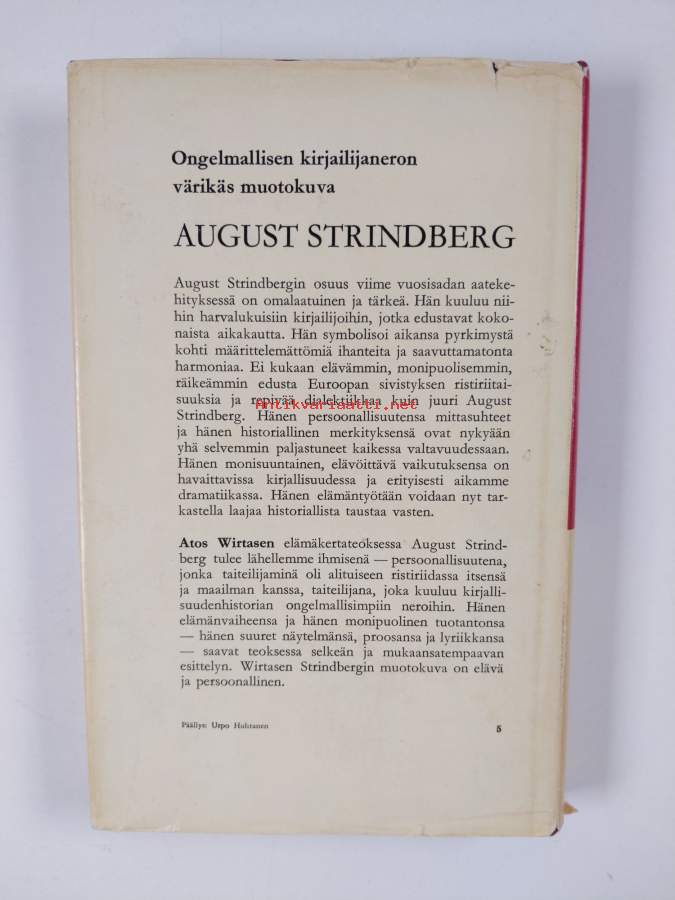 Ongelmallisen kirjailijaneron
värikäs muotokuva
AUGUST STRINDBERG
August Strindbergin osuus viime vuosisadan aateke-
hityksessä on omalaatuinen ja tärkeä. Hän kuuluu nii-
hin harvalukuisiin kirjailijoihin, jotka edustavat koko-
naista aikakautta. Hän symbolisoi aikansa pyrkimystä
kohti määrittelemättömiä ihanteita ja saavuttamatonta
harmoniaa. Ei kukaan elävämmin, monipuolisemmin,
räikeämmin edusta Euroopan sivistyksen ristiriitai-
suuksia ja repivää dialektiikkaa kuin juuri August
Antikvariaatti.net
Strindberg. Hänen persoonallisuutensa mittasuhteet
ja hänen historiallinen merkityksensä ovat nykyään
yhä selvemmin paljastuneet kaikessa valtavuudessaan.
Hänen monisuuntainen, elävöittävä vaikutuksensa on
havaittavissa kirjallisuudessa ja erityisesti aikamme
dramatiikassa. Hänen elämäntyötään voidaan nyt tar-
kastella laajaa historiallista taustaa vasten.
Atos Wirtasen elämäkertateoksessa August Strind-
berg tulee lähellemme ihmisenä — persoonallisuutena,
jonka taiteilijaminä oli alituiseen ristiriidassa itsensä
ja maailman kanssa, taiteilijana, joka kuuluu kirjalli-
suudenhistorian ongelmallisimpiin neroihin. Hänen
elämänvaiheensa ja hänen monipuolinen tuotantonsa
— hänen suuret näytelmänsä, proosansa ja lyriikkansa
— saavat teoksessa selkeän ja mukaansatempaavan
esittelyn. Wirtasen Strindbergin muotokuva on elävä
ja persoonallinen.
Päällys: Urpo Huhtanen
5